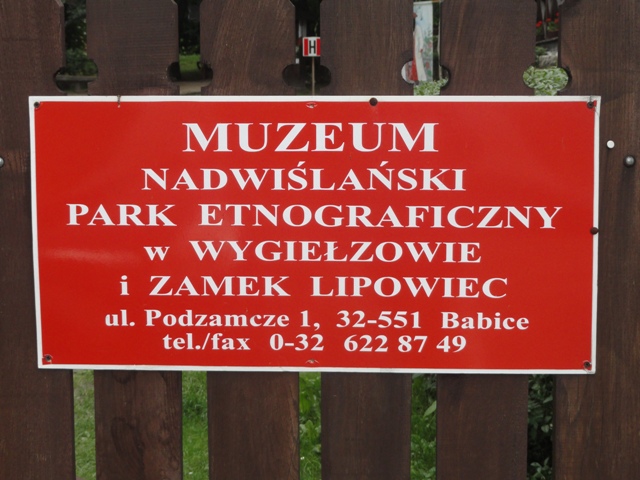 H
MUZEUM
NADWIŚLAŃSKI
PARK ETNOGRAFICZNY
w WYGIEŁZOWIE
i ZAMEK LIPOWIEC
ul. Podzamcze 1, 32-551 Babice
tel./fax 0-32 622 87 49